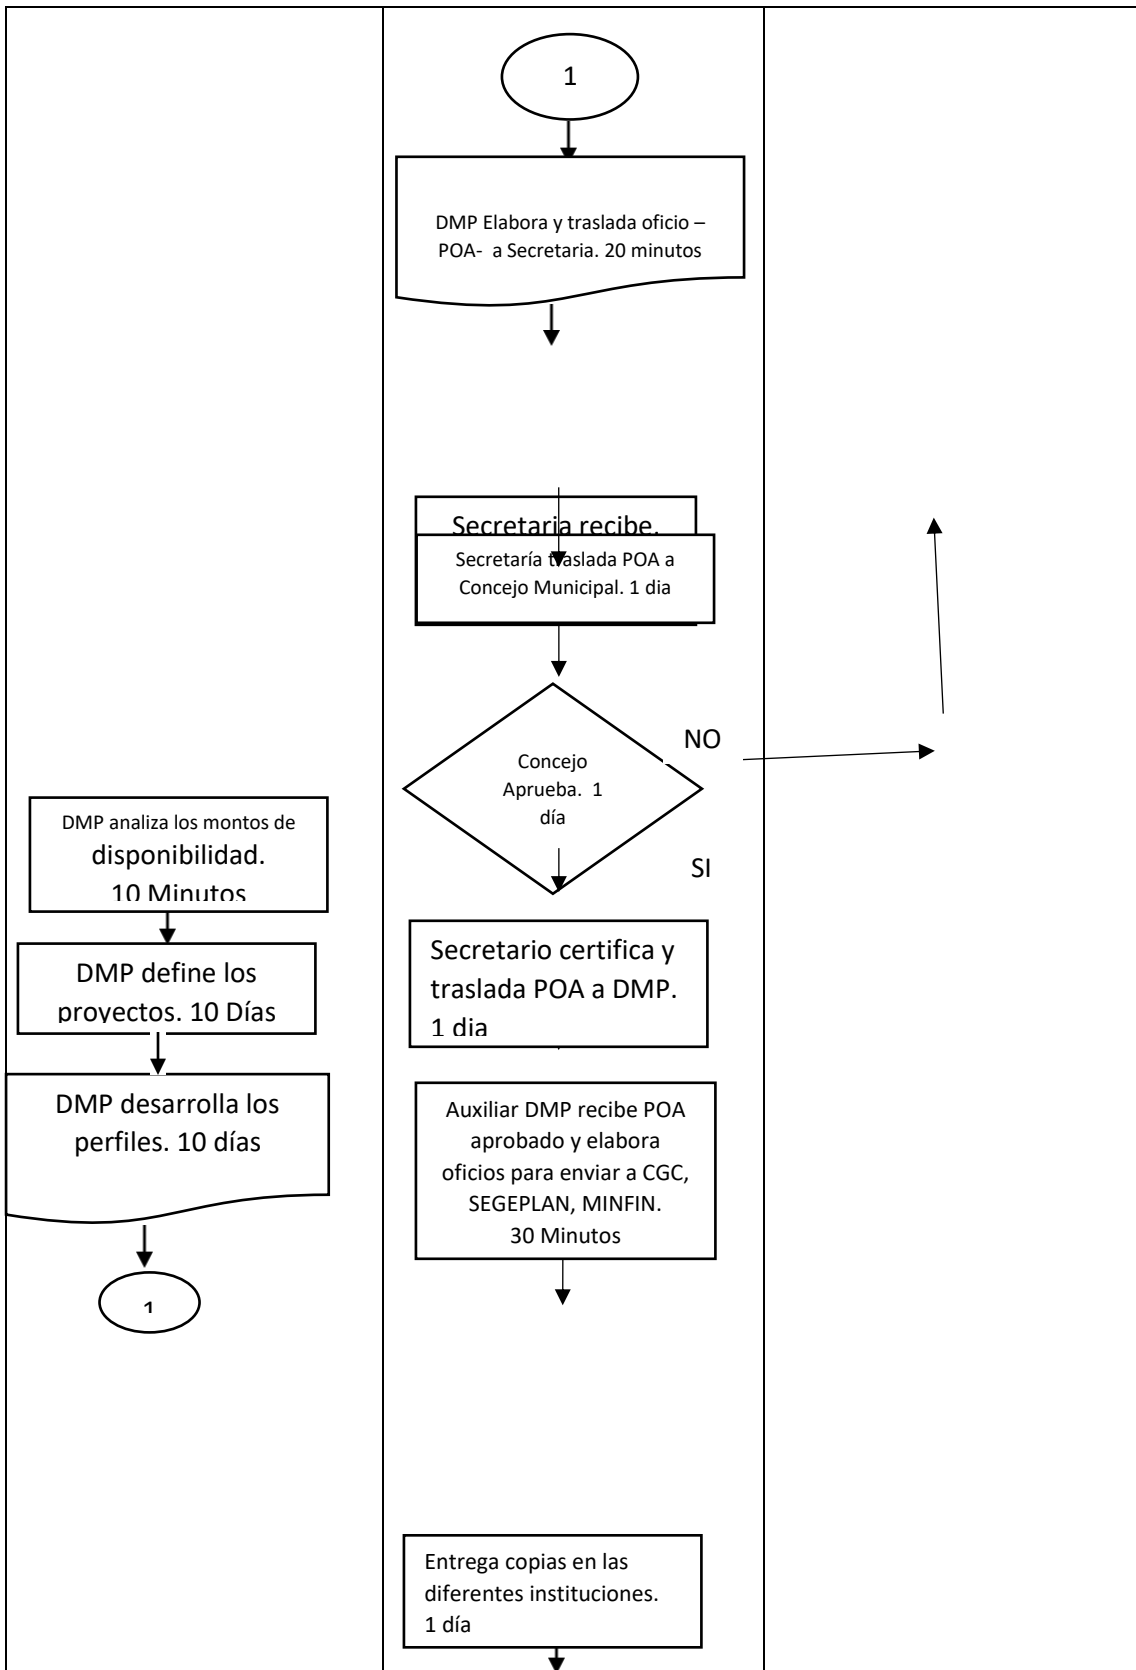 DMP analiza los montos de
disponibilidad.
10 Minutos
DMP define los
proyectos. 10 Días
DMP desarrolla los
perfiles. 10 días
1
1
DMP Elabora y traslada oficio –
POA-  a Secretaria. 20 minutos
Secretaria recibe.
Secretaría traslada POA a
Concejo Municipal. 1 dia
Concejo
Aprueba.  1
día
NO
SI
Secretario certifica y
traslada POA a DMP.
1 dia
Auxiliar DMP recibe POA
aprobado y elabora
oficios para enviar a CGC,
SEGEPLAN, MINFIN.
30 Minutos
Entrega copias en las
diferentes instituciones.
1 día